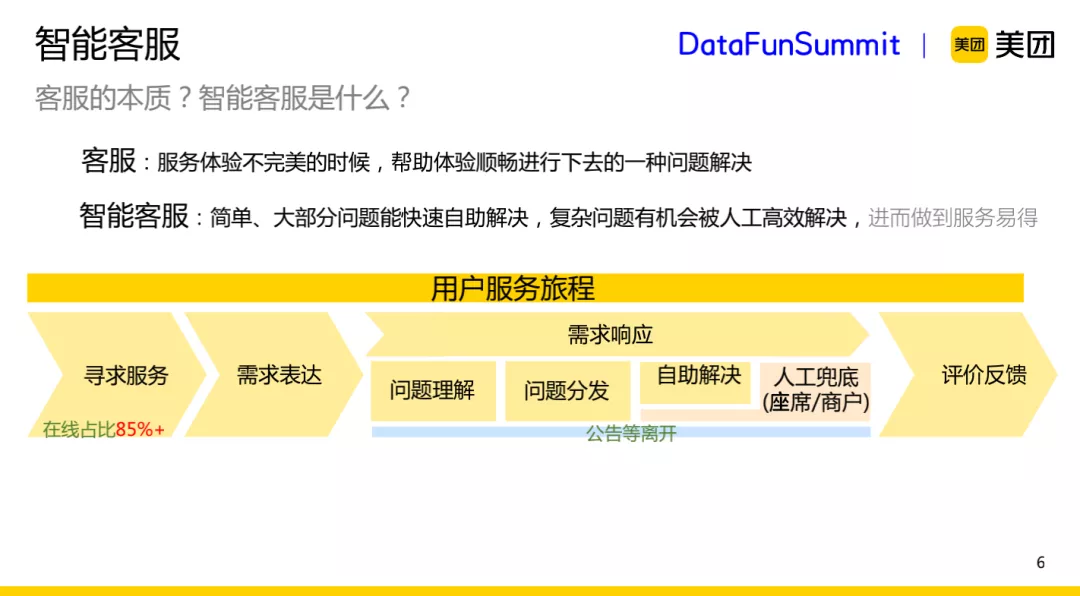 智能客服
DataFunSummit | 美团 美团
客服的本质？智能客服是什么？
客服：服务体验不完美的时候，帮助体验顺畅进行下去的一种问题解决
智能客服：简单、大部分问题能快速自助解决，复杂问题有机会被人工高效解决，进而做到服务易得
用户服务旅程
寻求服务
在线占比85%+
需求表达
需求响应
问题理解
问题分发
自助解决
人工兜底
(座席/商户)
公告等离开
评价反馈
6